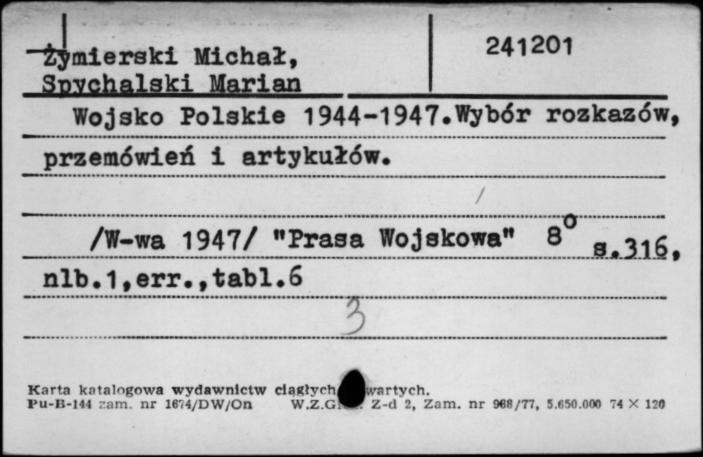 Żymierski Michał, 241201
Spychalski Marian
Wojsko Polskie 1944-1947.Wybór rozkazów,
przemówień i artykułów.
/W-wa 1947/ "Prasa Wojskowa" 8° s.316,
nlb.1,err.,tabl.6
3
Karta katalogowa wydawnictw ciągłych wartych.
Pu-B-144 zam. nr 1674/DW/On W.Z.G. Z-d 2, Zam. nr 968/77, 5.650.000 74 × 120